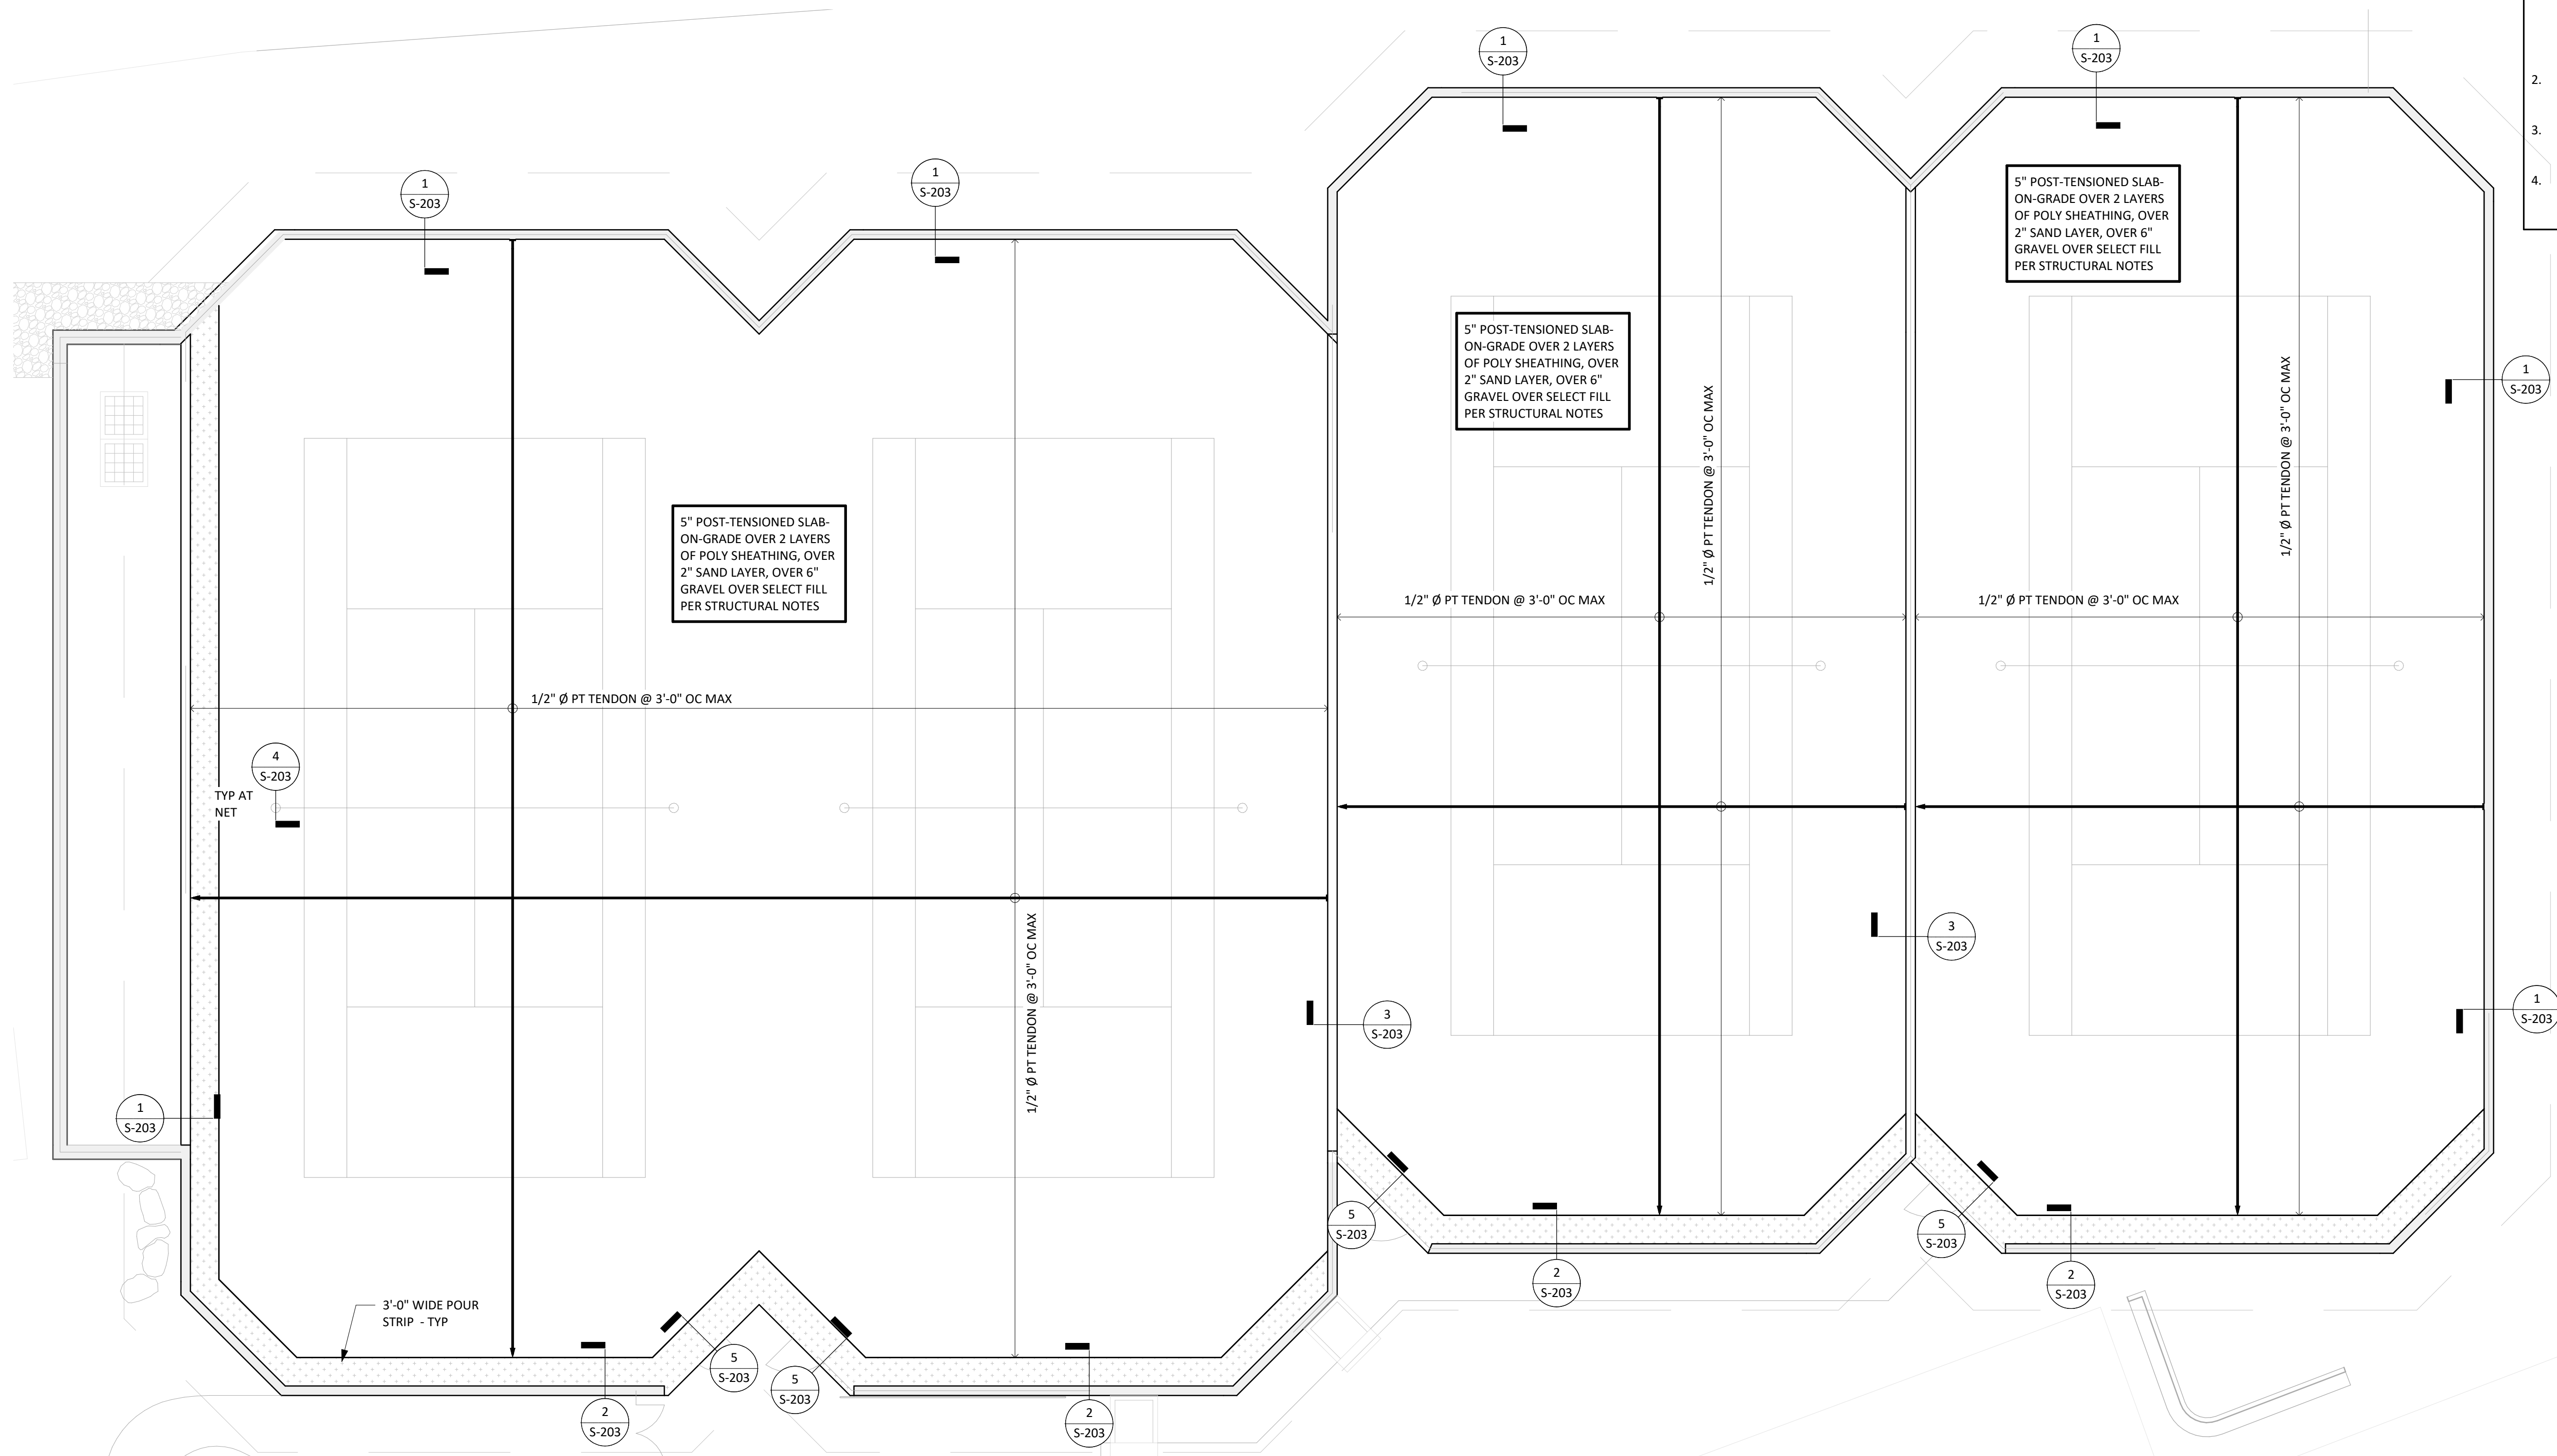 1
S-203
1
S-203
2.
3.
4.
1
S-203
1
S-203
5" POST-TENSIONED SLAB-
ON-GRADE OVER 2 LAYERS
OF POLY SHEATHING, OVER
2" SAND LAYER, OVER 6"
GRAVEL OVER SELECT FILL
PER STRUCTURAL NOTES
5" POST-TENSIONED SLAB-
ON-GRADE OVER 2 LAYERS
OF POLY SHEATHING, OVER
2" SAND LAYER, OVER 6"
GRAVEL OVER SELECT FILL
PER STRUCTURAL NOTES
1
S-203
1/2" Ø PT TENDON @ 3'-0" OC MAX
1/2" Ø PT TENDON @ 3'-0" OC MAX
5" POST-TENSIONED SLAB-
ON-GRADE OVER 2 LAYERS
OF POLY SHEATHING, OVER
2" SAND LAYER, OVER 6"
GRAVEL OVER SELECT FILL
PER STRUCTURAL NOTES
1/2" Ø PT TENDON @ 3'-0" OC MAX
1/2" Ø PT TENDON @ 3'-0" OC MAX
1/2" Ø PT TENDON @ 3'-0" OC MAX
4
S-203
TYP AT
NET
3
S-203
1/2" Ø PT TENDON @ 3'-0" OC MAX
3
S-203
1
S-203
1
S-203
5
S-203
5
S-203
2
S-203
2
S-203
3'-0" WIDE POUR
STRIP - TYP
5
S-203
5
S-203
2
S-203
2
S-203